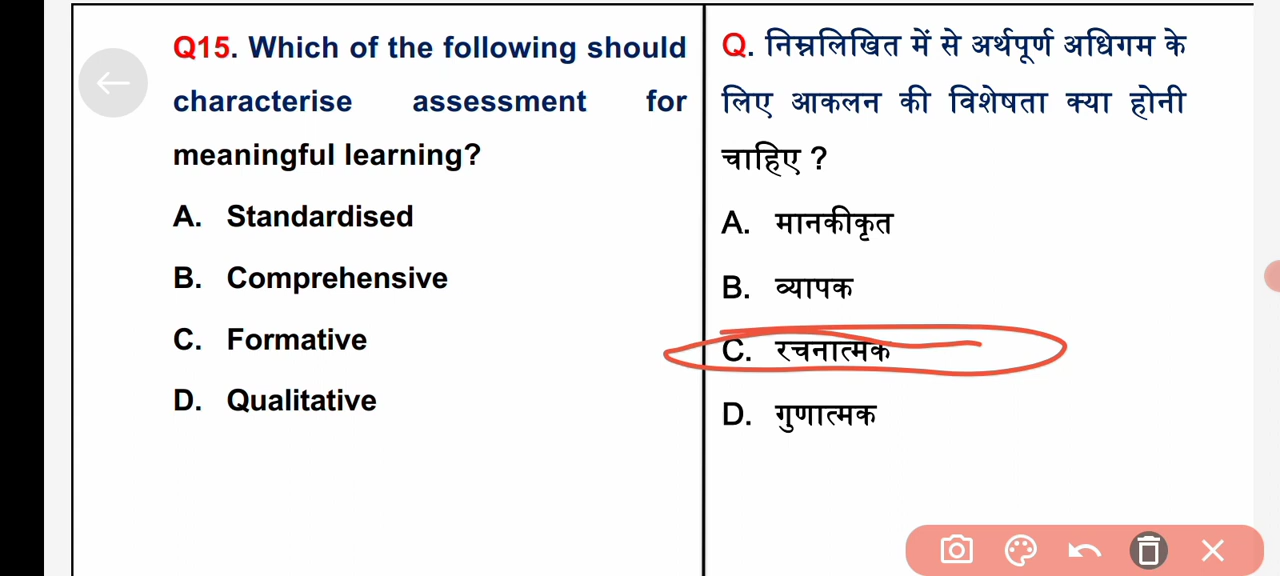 Q15. Which of the following should
characterise assessment for
meaningful learning?
A. Standardised
B. Comprehensive
C. Formative
D. Qualitative
Q. निम्नलिखित में से अर्थपूर्ण अधिगम के
लिए आकलन की विशेषता क्या होनी
चाहिए ?
A. मानकीकृत
B. व्यापक
C. रचनात्मक
D. गुणात्मक